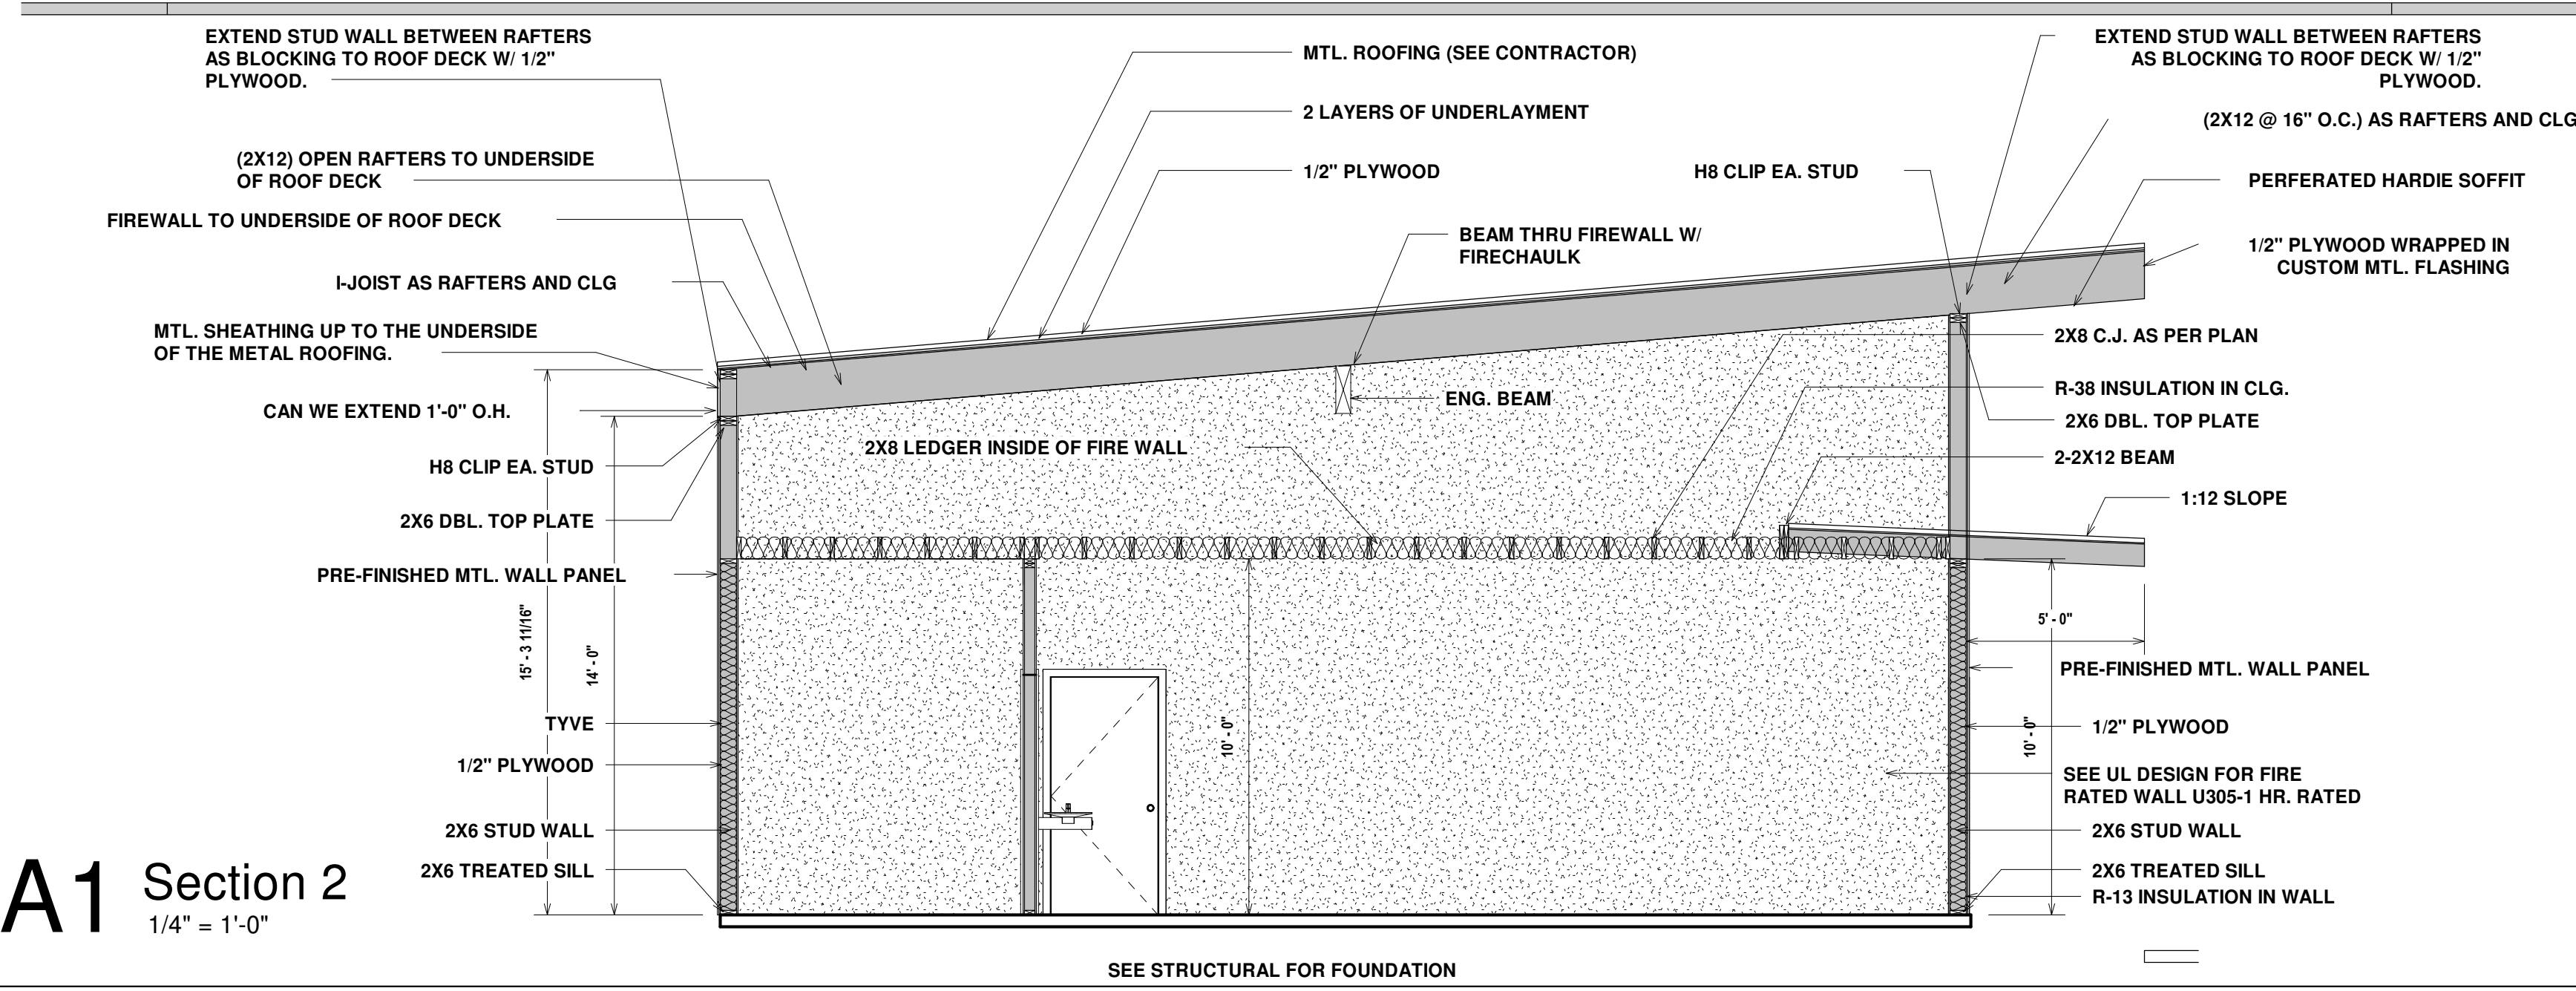 EXTEND STUD WALL BETWEEN RAFTERS
AS BLOCKING TO ROOF DECK W/ 1/2"
PLYWOOD.
(2X12) OPEN RAFTERS TO UNDERSIDE
OF ROOF DECK
FIREWALL TO UNDERSIDE OF ROOF DECK
I-JOIST AS RAFTERS AND CLG
MTL. SHEATHING UP TO THE UNDERSIDE
OF THE METAL ROOFING.
CAN WE EXTEND 1'-0" O.H.
H8 CLIP EA. STUD
2X6 DBL. TOP PLATE
PRE-FINISHED MTL. WALL PANEL
15' - 3 11/16"
14' - 0"
TYVE
1/2" PLYWOOD
2X6 STUD WALL
2X6 TREATED SILL
MTL. ROOFING (SEE CONTRACTOR)
2 LAYERS OF UNDERLAYMENT
1/2" PLYWOOD
H8 CLIP EA. STUD
BEAM THRU FIREWALL W/
FIRECHAULK
ENG. BEAM
2X8 LEDGER INSIDE OF FIRE WALL
10' - 0"
EXTEND STUD WALL BETWEEN RAFTERS
AS BLOCKING TO ROOF DECK W/ 1/2"
PLYWOOD.
(2X12 @ 16" O.C.) AS RAFTERS AND CLG
PERFERATED HARDIE SOFFIT
1/2" PLYWOOD WRAPPED IN
CUSTOM MTL. FLASHING
2X8 C.J. AS PER PLAN
R-38 INSULATION IN CLG.
2X6 DBL. TOP PLATE
2-2X12 BEAM
1:12 SLOPE
5' - 0"
PRE-FINISHED MTL. WALL PANEL
1/2" PLYWOOD
10' - 0"
SEE UL DESIGN FOR FIRE
RATED WALL U305-1 HR. RATED
2X6 STUD WALL
2X6 TREATED SILL
R-13 INSULATION IN WALL
A1 Section 2
1/4" = 1'-0"
SEE STRUCTURAL FOR FOUNDATION